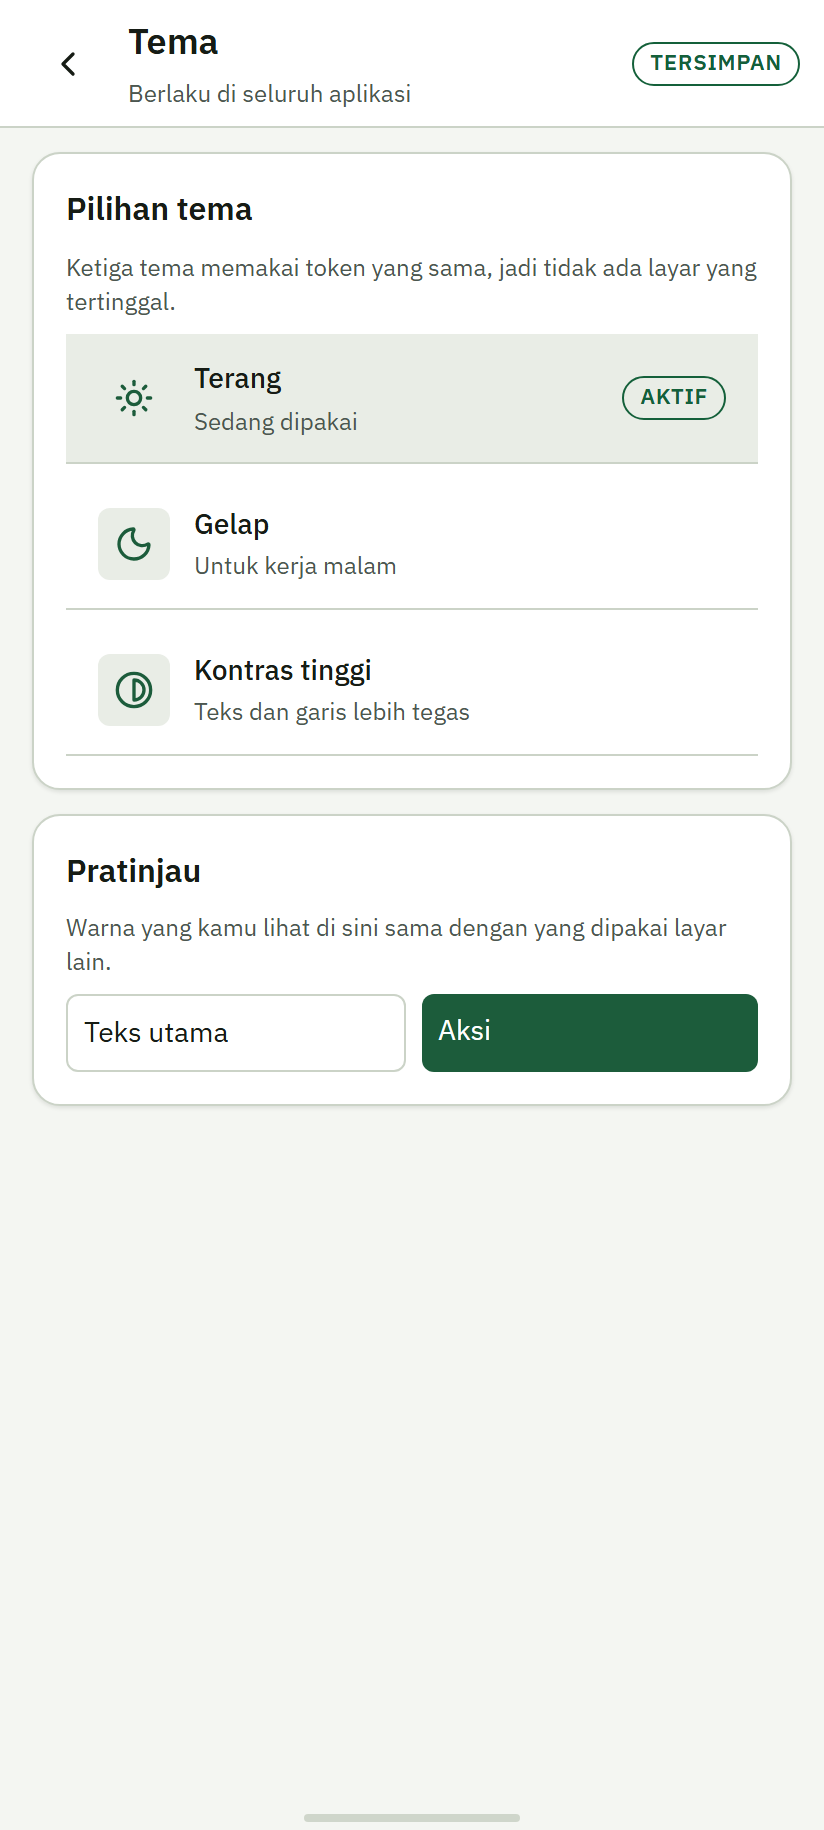 Tema
Berlaku di seluruh aplikasi
TERSIMPAN
Pilihan tema
Ketiga tema memakai token yang sama, jadi tidak ada layar yang
tertinggal.
Terang
Sedang dipakai
AKTIF
Gelap
Untuk kerja malam
Kontras tinggi
Teks dan garis lebih tegas
Pratinjau
Warna yang kamu lihat di sini sama dengan yang dipakai layar
lain.
Teks utama
Aksi